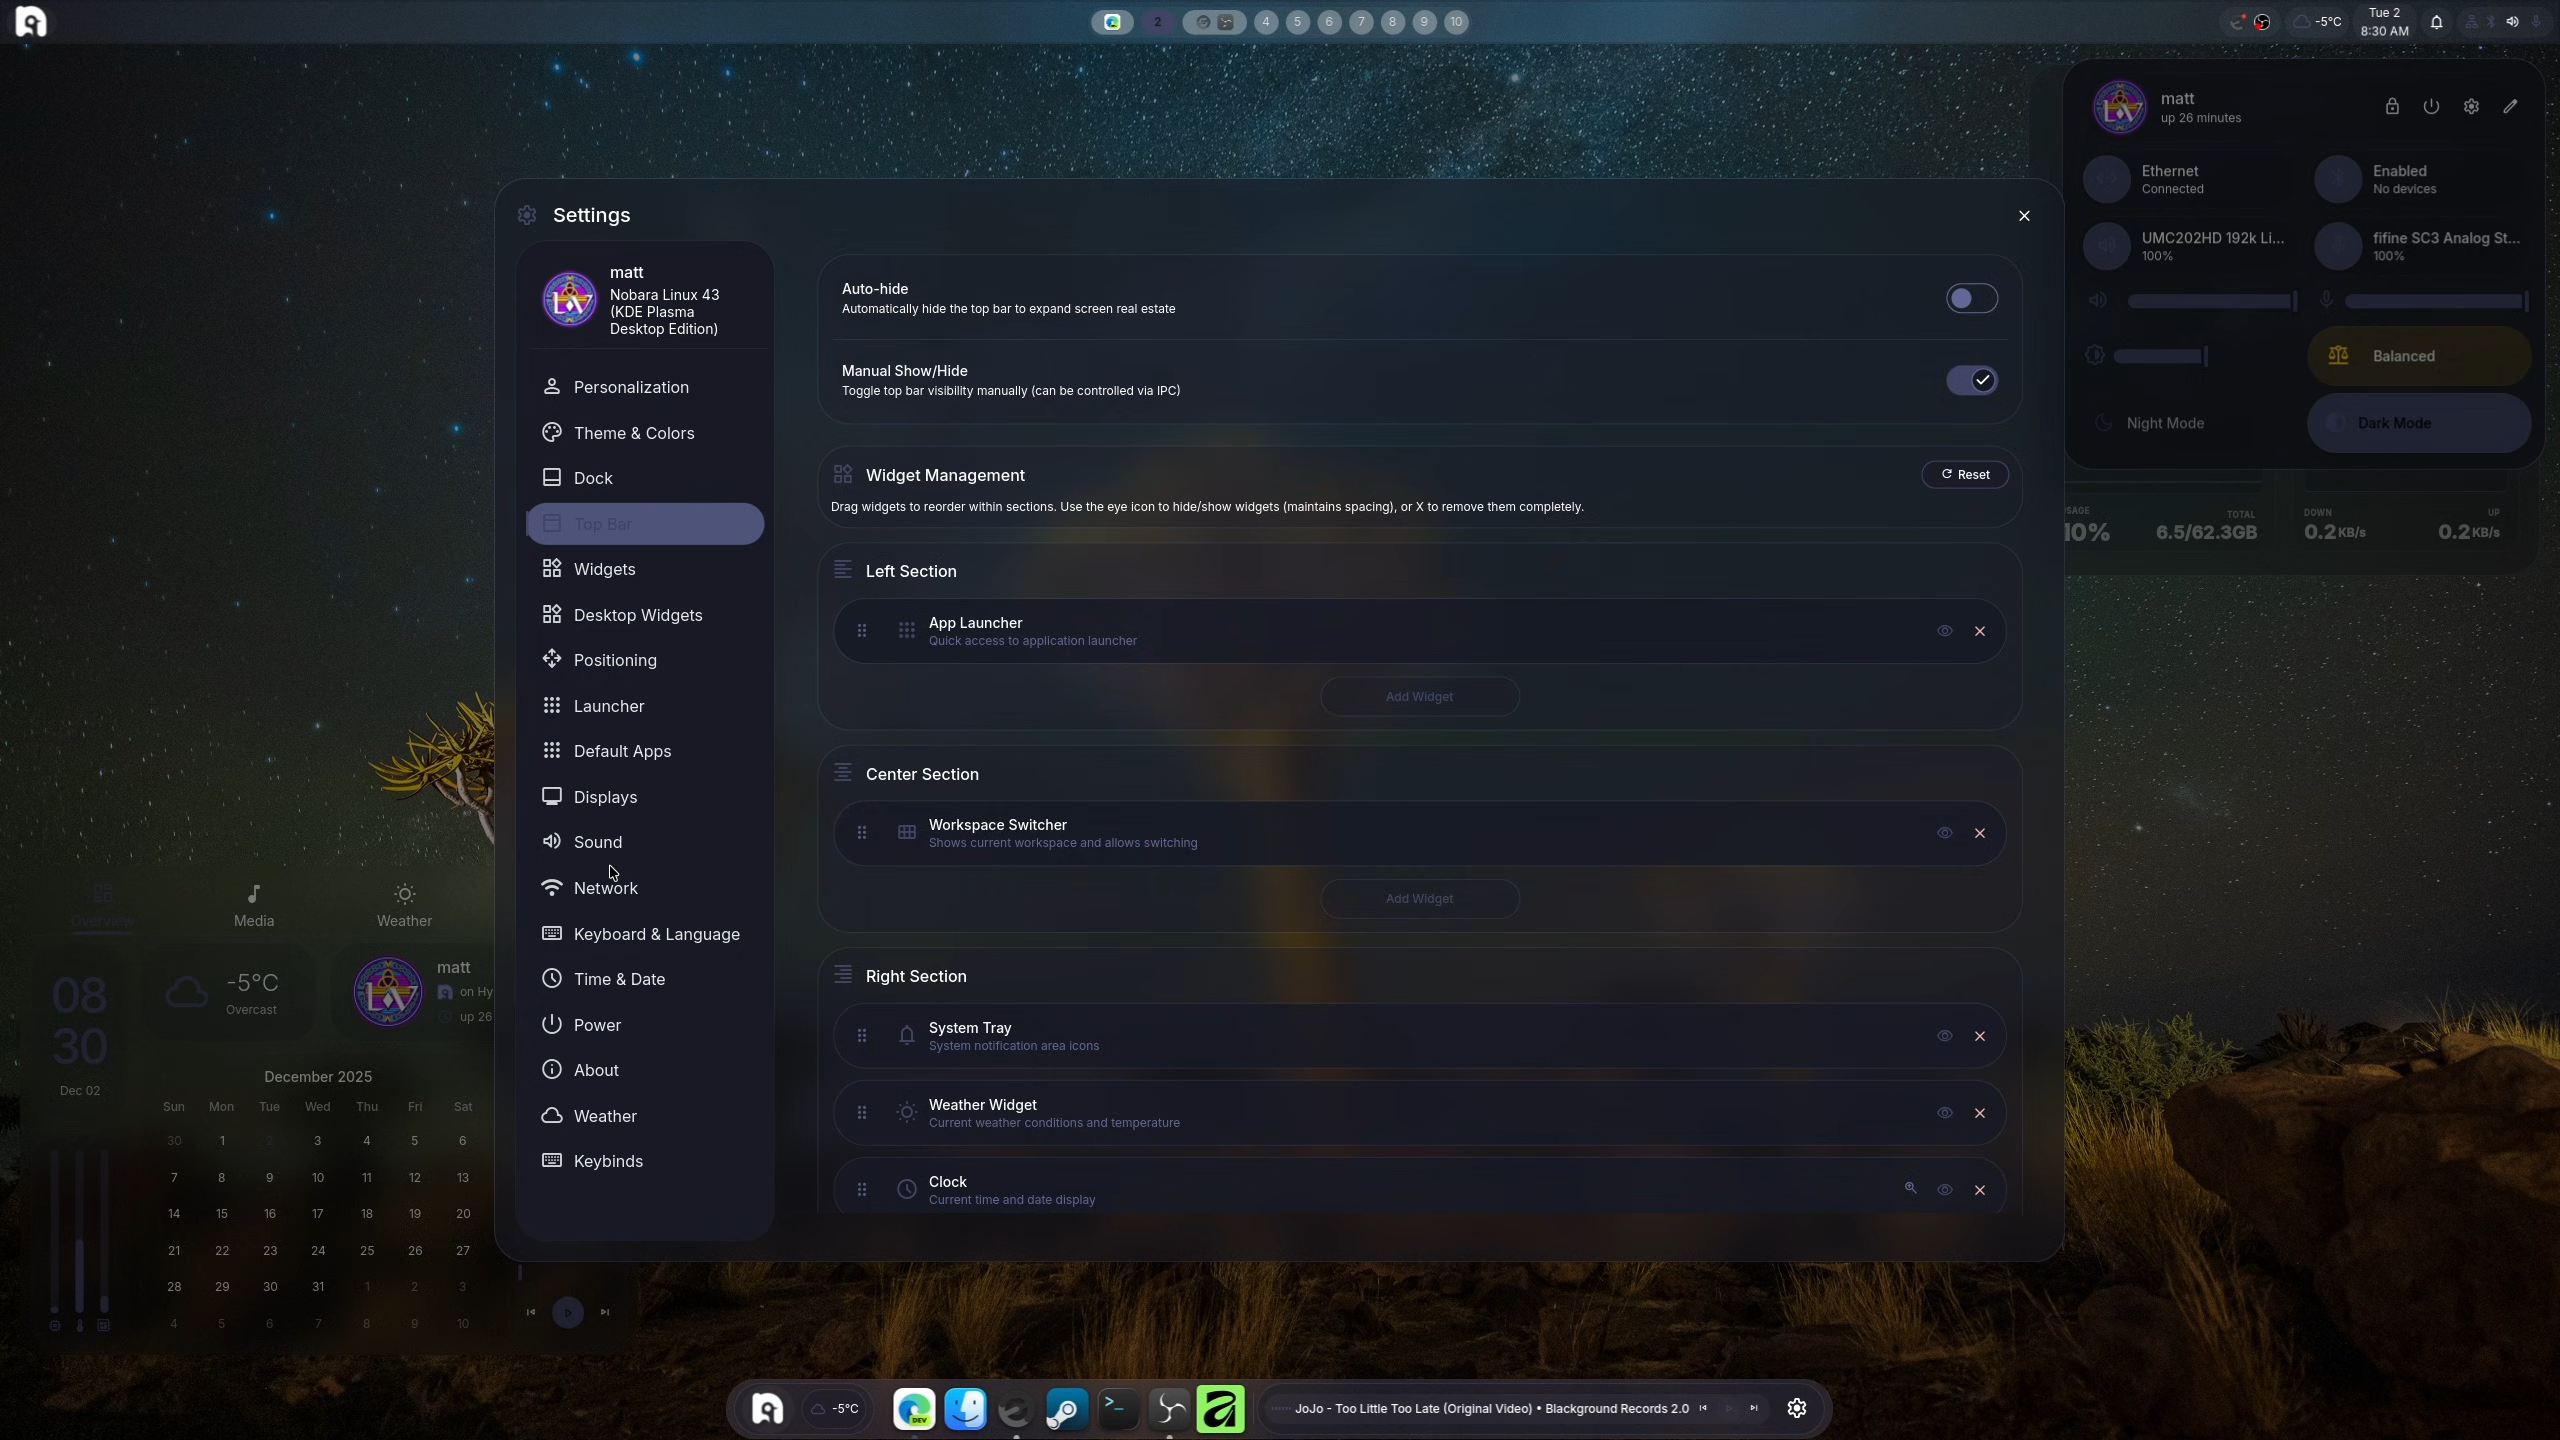 2
4
5
6
7
8
9
10
-5°C
Tue 2
8:30 AM
matt
up 26 minutes
Ethernet
Connected
Enabled
No devices
UMC202HD 192k Li...
100%
fifine SC3 Analog St...
100%
Balanced
Night Mode
Dark Mode
TOTAL
6.5/62.3GB
DOWN
0.2 KB/s
UP
0.2 KB/s
Settings
matt
Nobara Linux 43
(KDE Plasma
Desktop Edition)
Personalization
Theme & Colors
Dock
Top Bar
Widgets
Desktop Widgets
Positioning
Launcher
Default Apps
Displays
Sound
Network
Keyboard & Language
Time & Date
Power
About
Weather
Keybinds
Auto-hide
Automatically hide the top bar to expand screen real estate
Manual Show/Hide
Toggle top bar visibility manually (can be controlled via IPC)
Widget Management
Reset
Drag widgets to reorder within sections. Use the eye icon to hide/show widgets (maintains spacing), or X to remove them completely.
Left Section
App Launcher
Quick access to application launcher
Add Widget
Center Section
Workspace Switcher
Shows current workspace and allows switching
Add Widget
Right Section
System Tray
System notification area icons
Weather Widget
Current weather conditions and temperature
Clock
Current time and date display
Overview
Media
Weather
08
30
Dec 02
-5°C
Overcast
matt
on Hy
up 26
December 2025
Sun Mon Tue Wed Thu Fri Sat
30 1 2 3 4 5 6
7 8 9 10 11 12 13
14 15 16 17 18 19 20
21 22 23 24 25 26 27
28 29 30 31 1 2 3
4 5 6 7 8 9 10
-5°C
DEV
JoJo - Too Little Too Late (Original Video) • Blackground Records 2.0